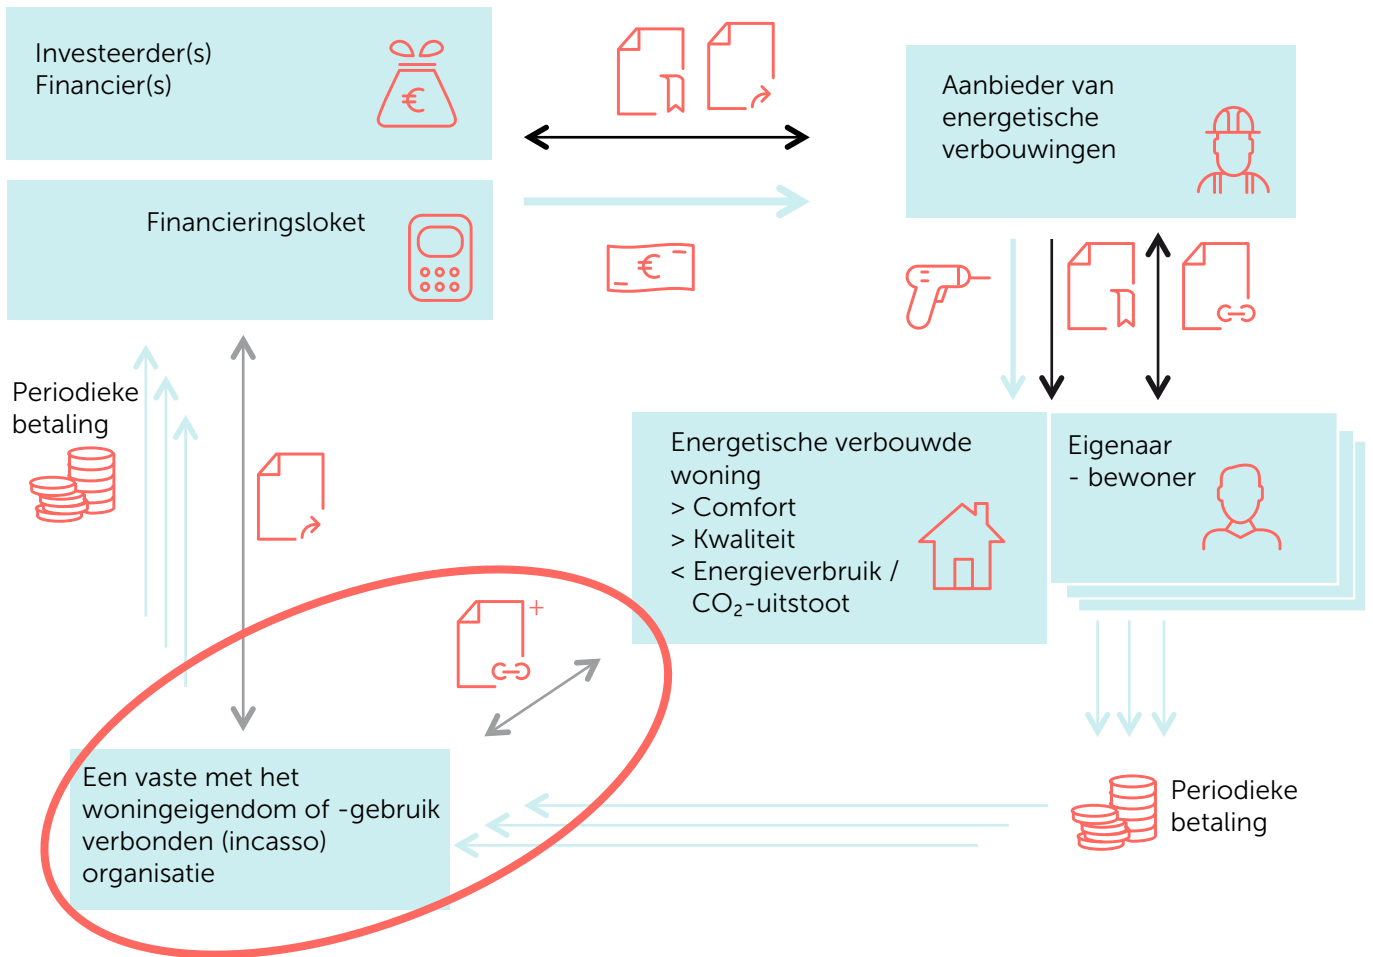 Investeerder(s)
Financier(s)
€
Aanbieder van
energetische
verbouwingen
Financieringsloket
€
Periodieke
betaling
Energetische verbouwde
woning
> Comfort
> Kwaliteit
< Energieverbruik /
CO₂-uitstoot
Eigenaar
- bewoner
+
Een vaste met het
woningeigendom of -gebruik
verbonden (incasso)
organisatie
Periodieke
betaling